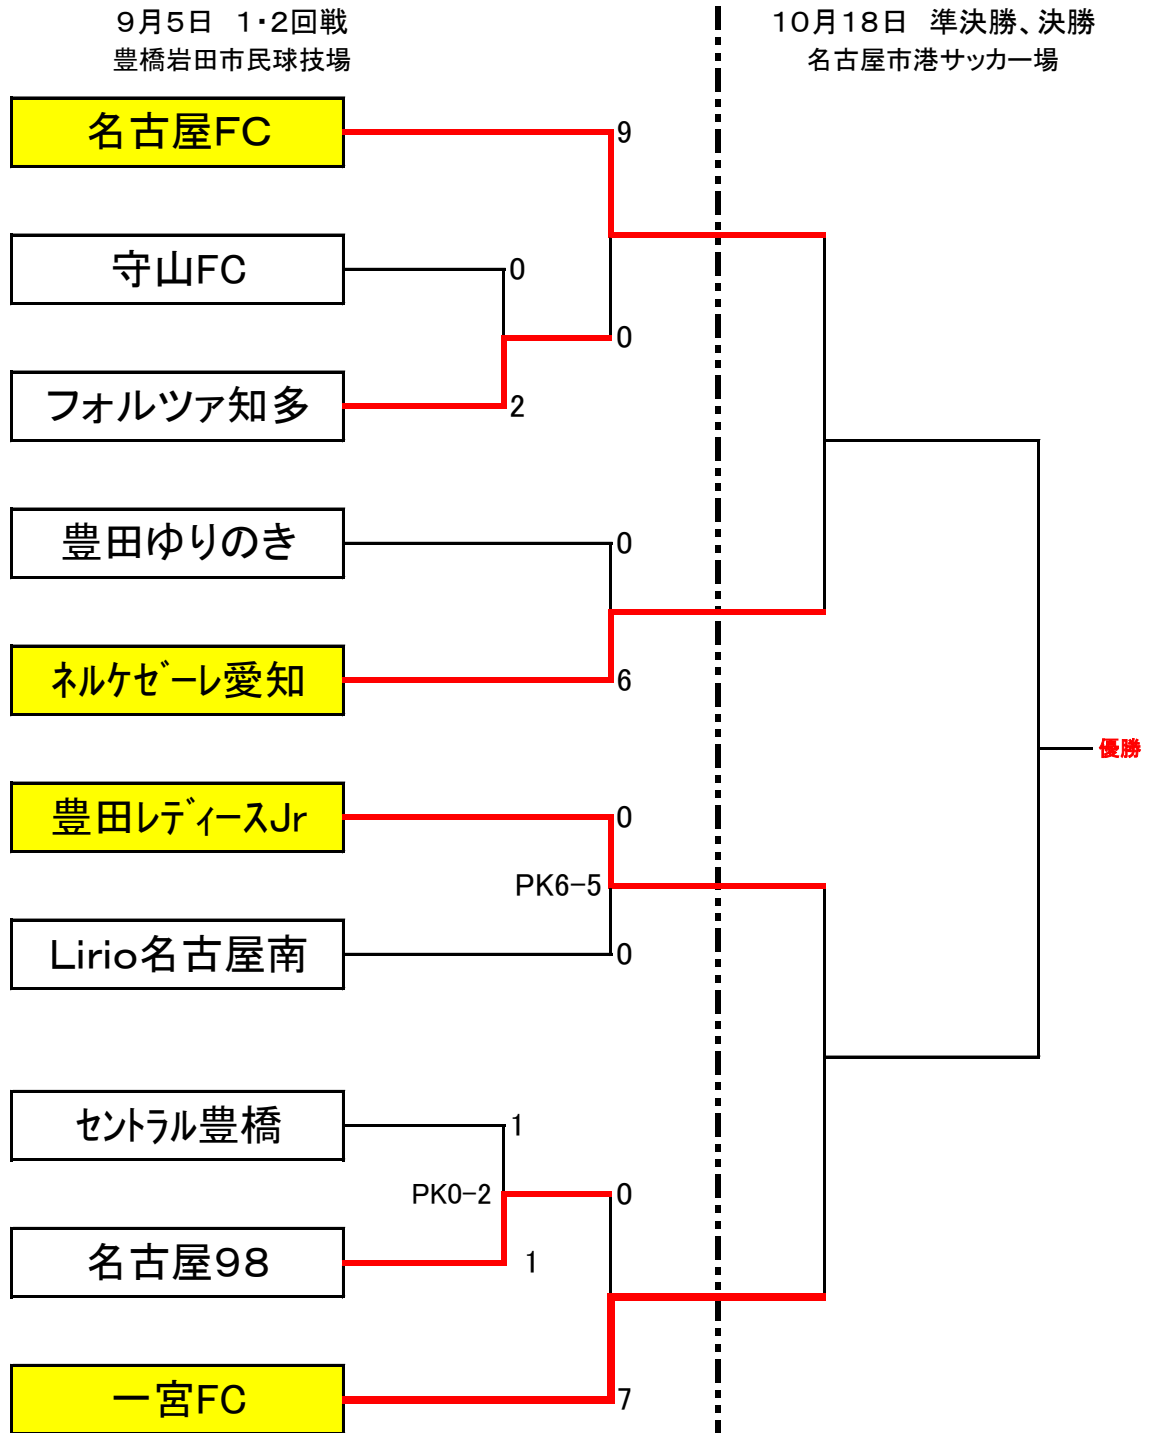 9月5日　1・2回戦
豊橋岩田市民球技場
10月18日　準決勝、決勝
名古屋市港サッカー場
名古屋FC
9
守山FC
0
0
フォルツァ知多
2
豊田ゆりのき
0
ﾈﾙｹｾﾞｰﾚ愛知
6
優勝
豊田ﾚﾃﾞｨｰｽJr
0
PK6-5
Lirio名古屋南
0
ｾﾝﾄﾗﾙ豊橋
1
PK0-2
0
名古屋98
1
一宮FC
7